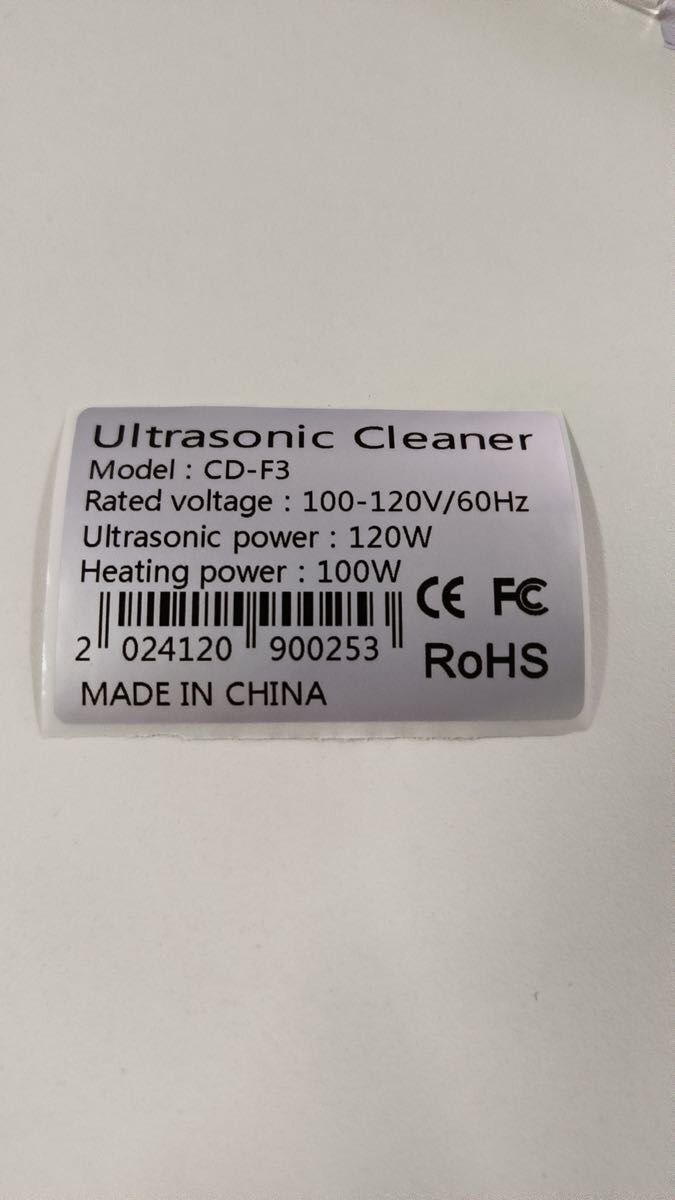 Ultrasonic Cleaner
Model : CD-F3
Rated voltage : 100-120V/60Hz
Ultrasonic power : 120W
Heating power : 100W
CE FC
2 024120 900253
RoHS
MADE IN CHINA